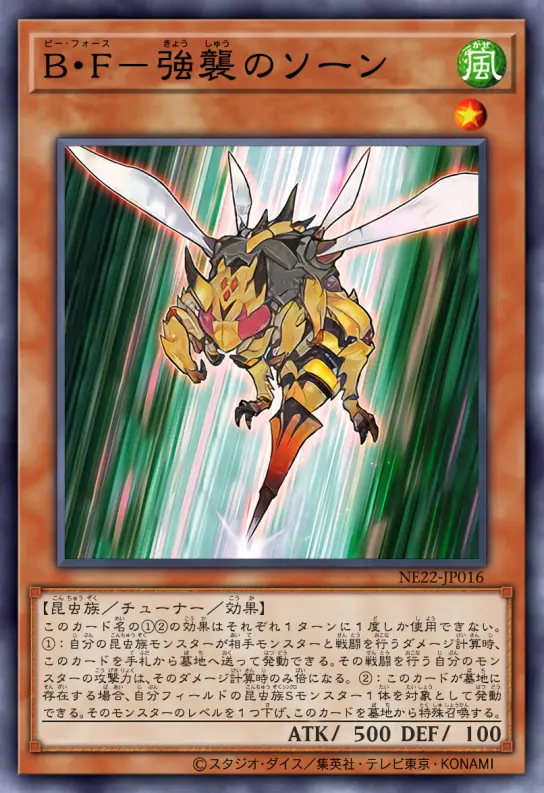 ビー・フォース きょう しゅう
B・F－強襲のソーン
かぜ
風
NE22-JP016
こんちゅうぞく こうか
【昆虫族／チューナー／効果】
このカード名の①②の効果はそれぞれ１ターンに１度しか使用できない。
①：自分の昆虫族モンスターが相手モンスターと戦闘を行うダメージ計算時、
このカードを手札から墓地へ送って発動できる。その戦闘を行う自分のモン
スターの攻撃力は、そのダメージ計算時のみ倍になる。②：このカードが墓地に
存在する場合、自分フィールドの昆虫族Sモンスター１体を対象として発動
できる。そのモンスターのレベルを１つ下げ、このカードを墓地から特殊召喚する。
ATK/ 500 DEF/ 100
©スタジオ・ダイス／集英社・テレビ東京・KONAMI